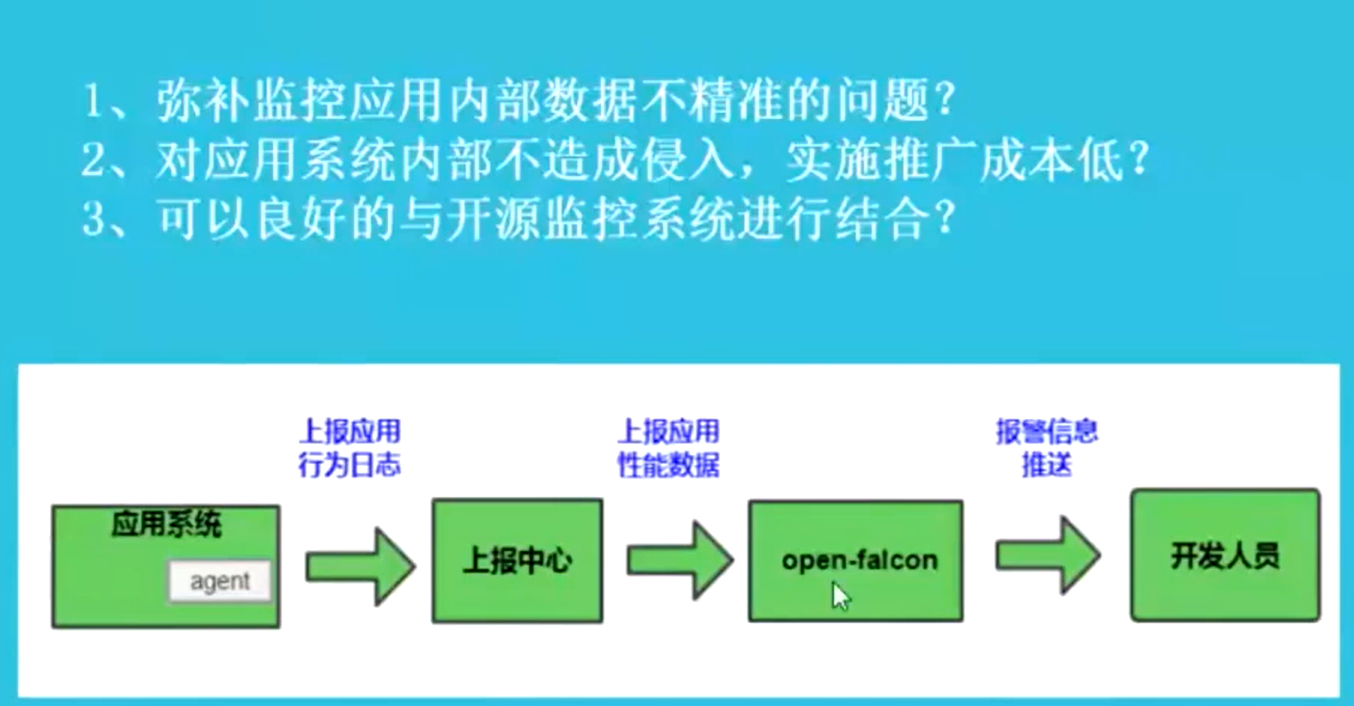 1、弥补监控应用内部数据不精准的问题？
2、对应用系统内部不造成侵入，实施推广成本低？
3、可以良好的与开源监控系统进行结合？
上报应用
行为日志
上报应用
性能数据
报警信息
推送
应用系统
agent
上报中心
open-falcon
开发人员